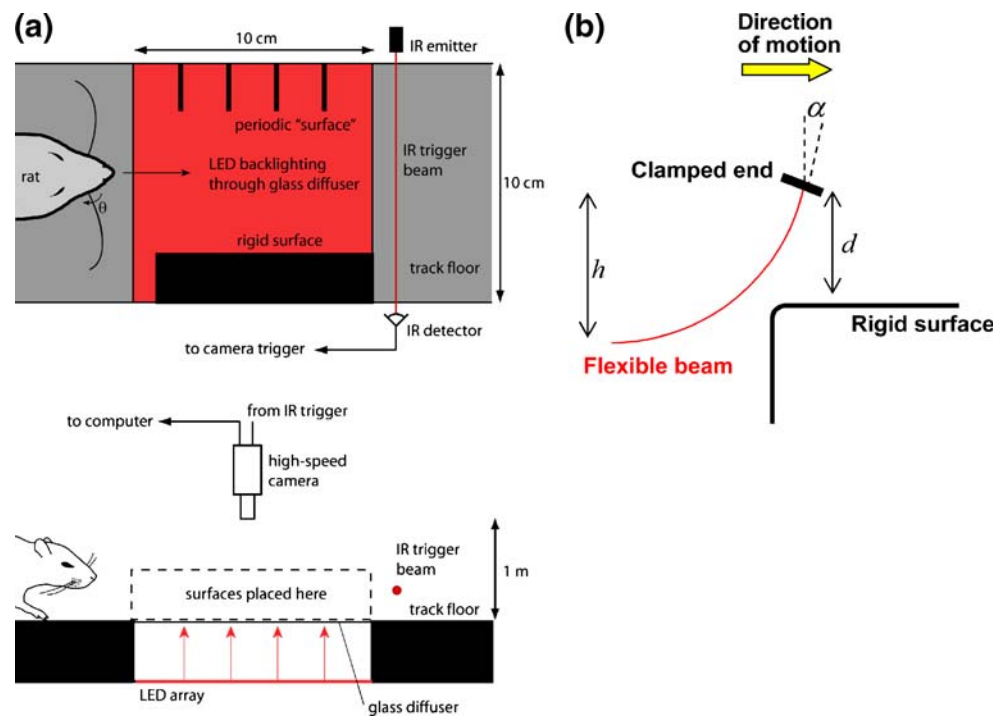 (a)
10 cm
IR emitter
periodic "surface"
rat
LED backlighting
through glass diffuser
IR trigger
beam
10 cm
θ
rigid surface
track floor
IR detector
to camera trigger
to computer
from IR trigger
high-speed
camera
IR trigger
beam
1 m
surfaces placed here
track floor
LED array
glass diffuser
(b)
Direction
of motion
α
Clamped end
h
d
Rigid surface
Flexible beam